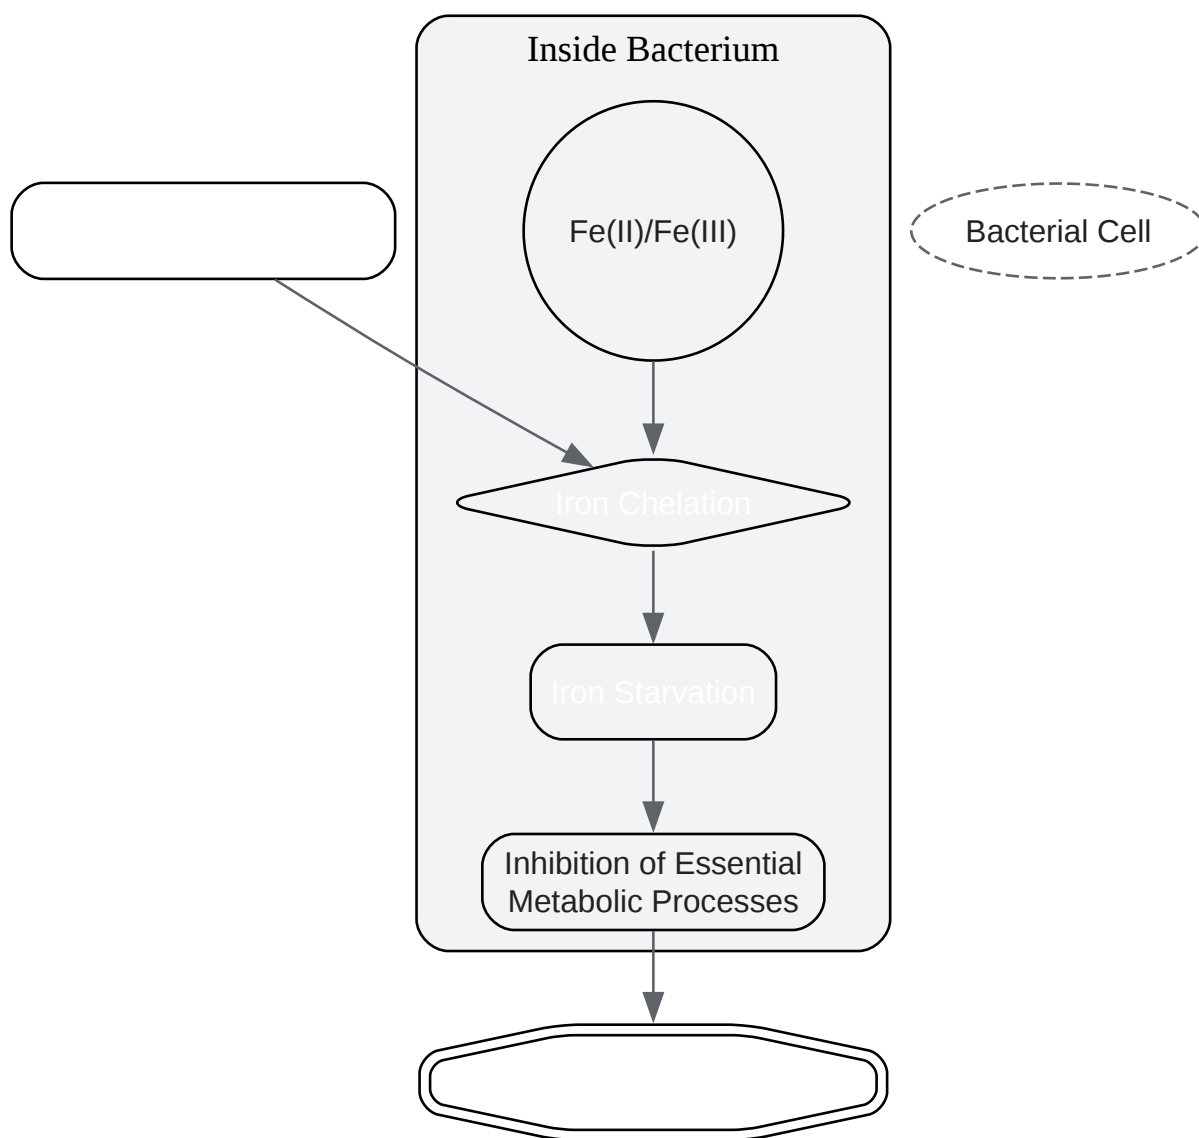 Inside Bacterium
Fe(II)/Fe(III)
Bacterial Cell
Iron Chelation
Iron Starvation
Inhibition of Essential
Metabolic Processes